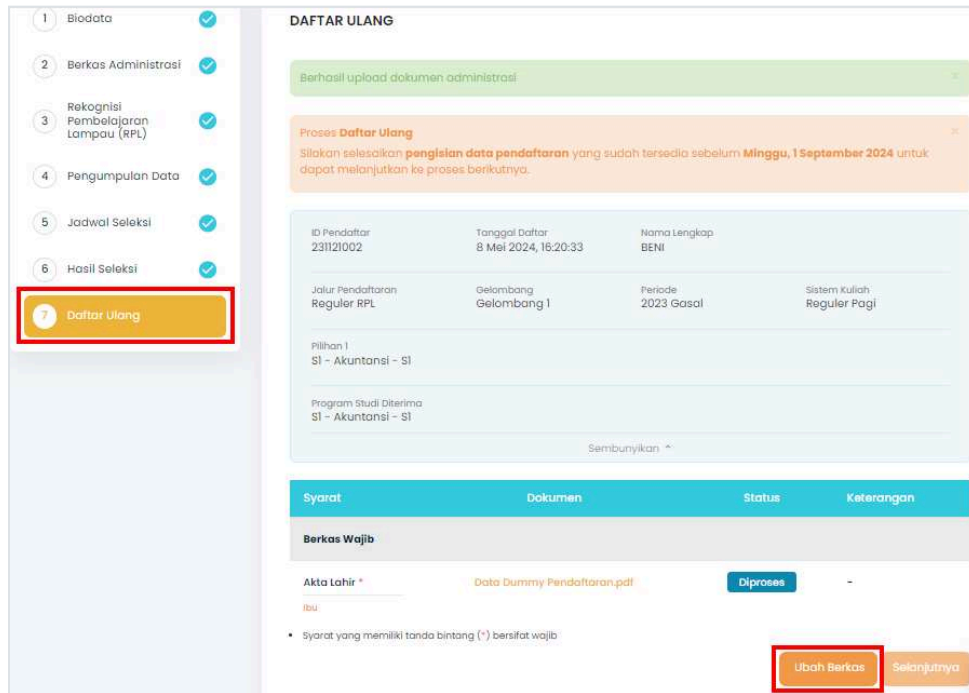 1 Biodata
2 Berkas Administrasi
3 Rekognisi
Pembelajaran
Lampau (RPL)
4 Pengumpulan Data
5 Jadwal Seleksi
6 Hasil Seleksi
7 Daftar Ulang
DAFTAR ULANG
Berhasil upload dokumen administrasi ×
Proses Daftar Ulang ×
Silakan selesaikan pengisian data pendaftaran yang sudah tersedia sebelum Minggu, 1 September 2024 untuk
dapat melanjutkan ke proses berikutnya.
ID Pendaftar Tanggal Daftar Nama Lengkap
231121002 8 Mei 2024, 16:20:33 BENI
Jalur Pendaftaran Gelombang Periode Sistem Kuliah
Reguler RPL Gelombang 1 2023 Gasal Reguler Pagi
Pilihan 1
S1 - Akuntansi - S1
Program Studi Diterima
S1 - Akuntansi - S1
Sembunyikan ^
Syarat Dokumen Status Keterangan
Berkas Wajib
Akta Lahir * Data Dummy Pendaftaran.pdf Diproses -
Ibu
• Syarat yang memiliki tanda bintang (*) bersifat wajib
Ubah Berkas Selanjutnya